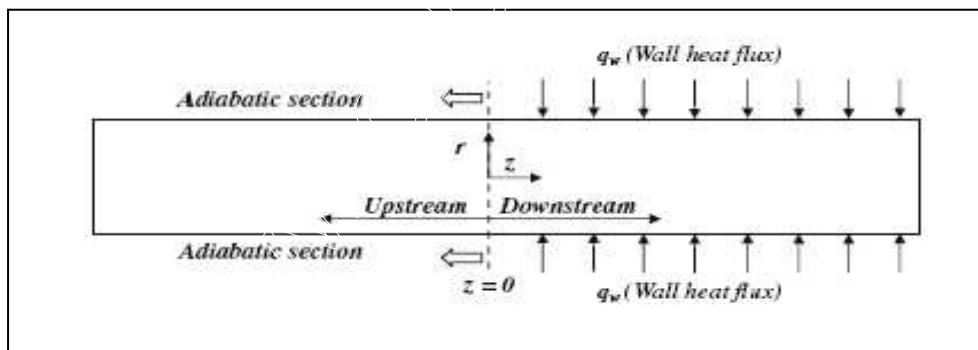 q_w (Wall heat flux)
Adiabatic section
r
z
Upstream Downstream
Adiabatic section
z = 0
q_w (Wall heat flux)